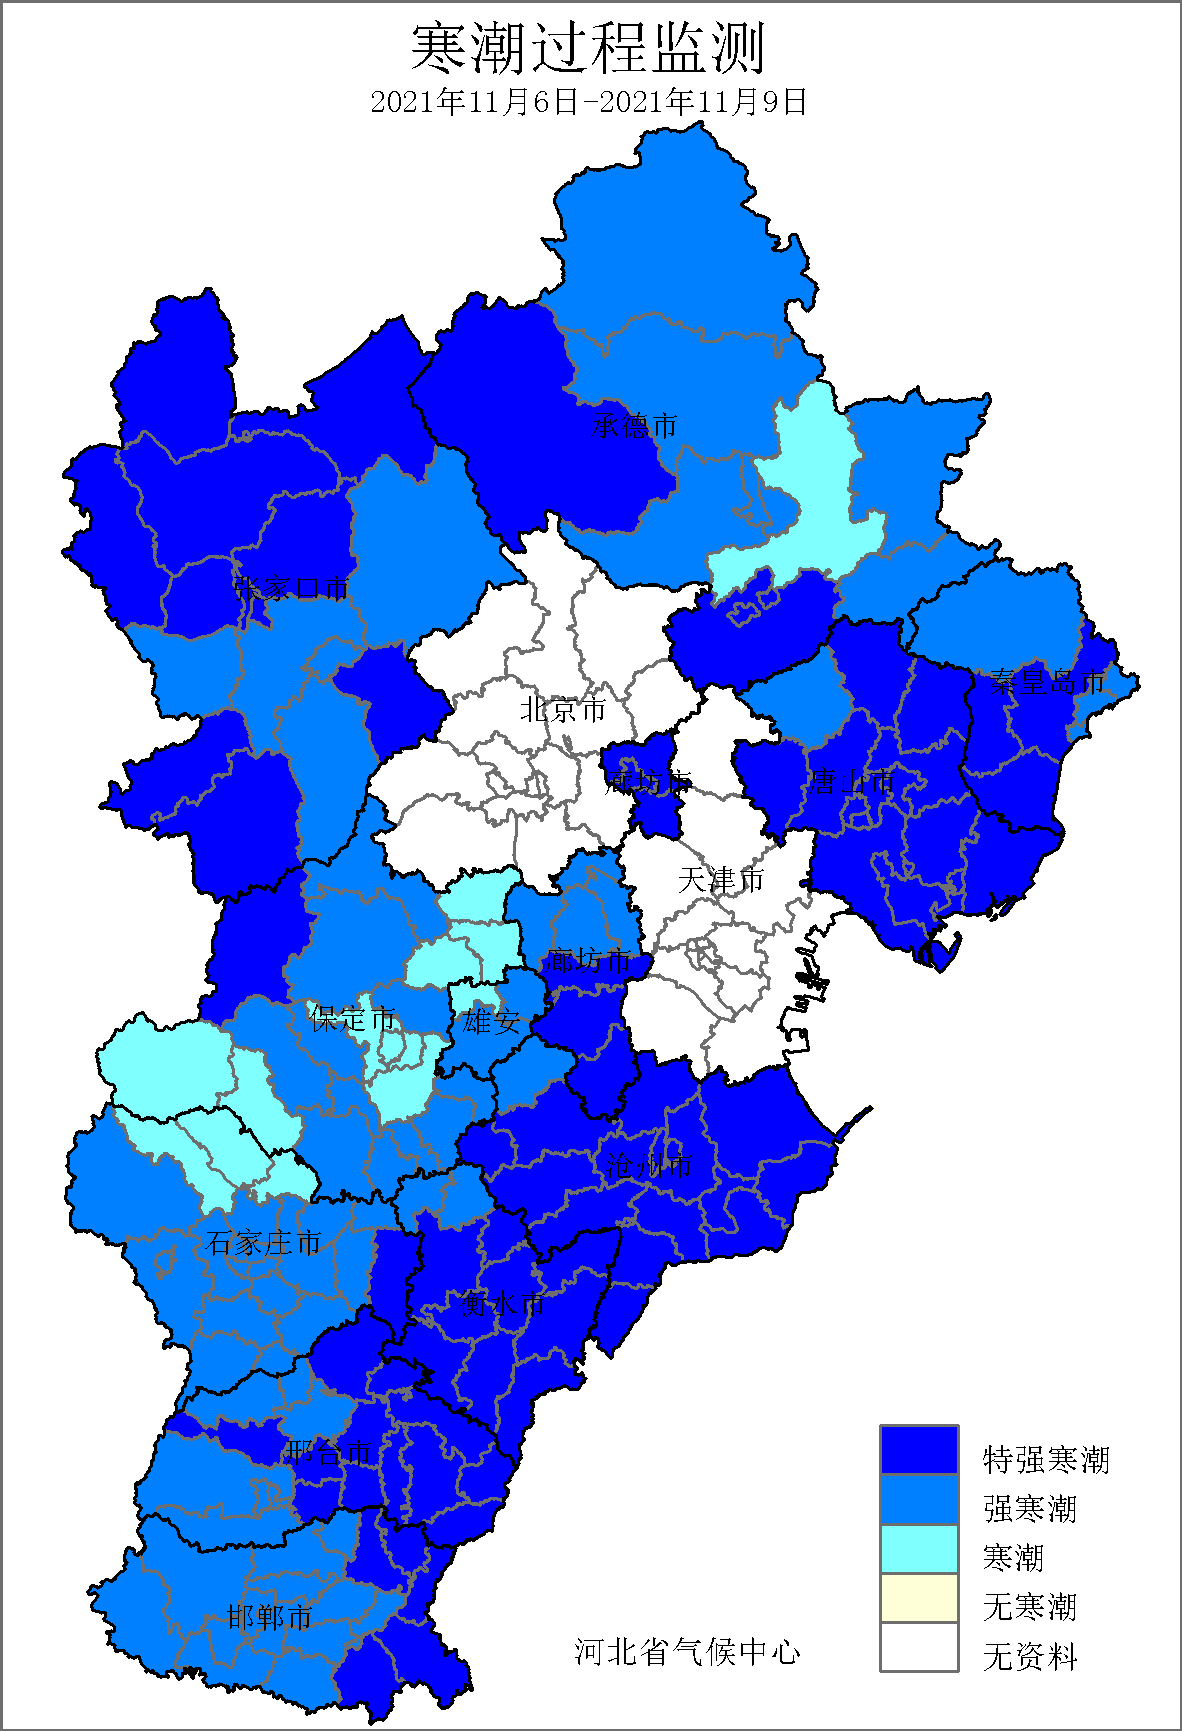 寒潮过程监测
2021年11月6日-2021年11月9日
承德市
张家口市
秦皇岛市
北京市
廊坊市
唐山市
天津市
廊坊市
保定市
雄安
沧州市
石家庄市
衡水市
邢台市
邯郸市
特强寒潮
强寒潮
寒潮
无寒潮
无资料
河北省气候中心